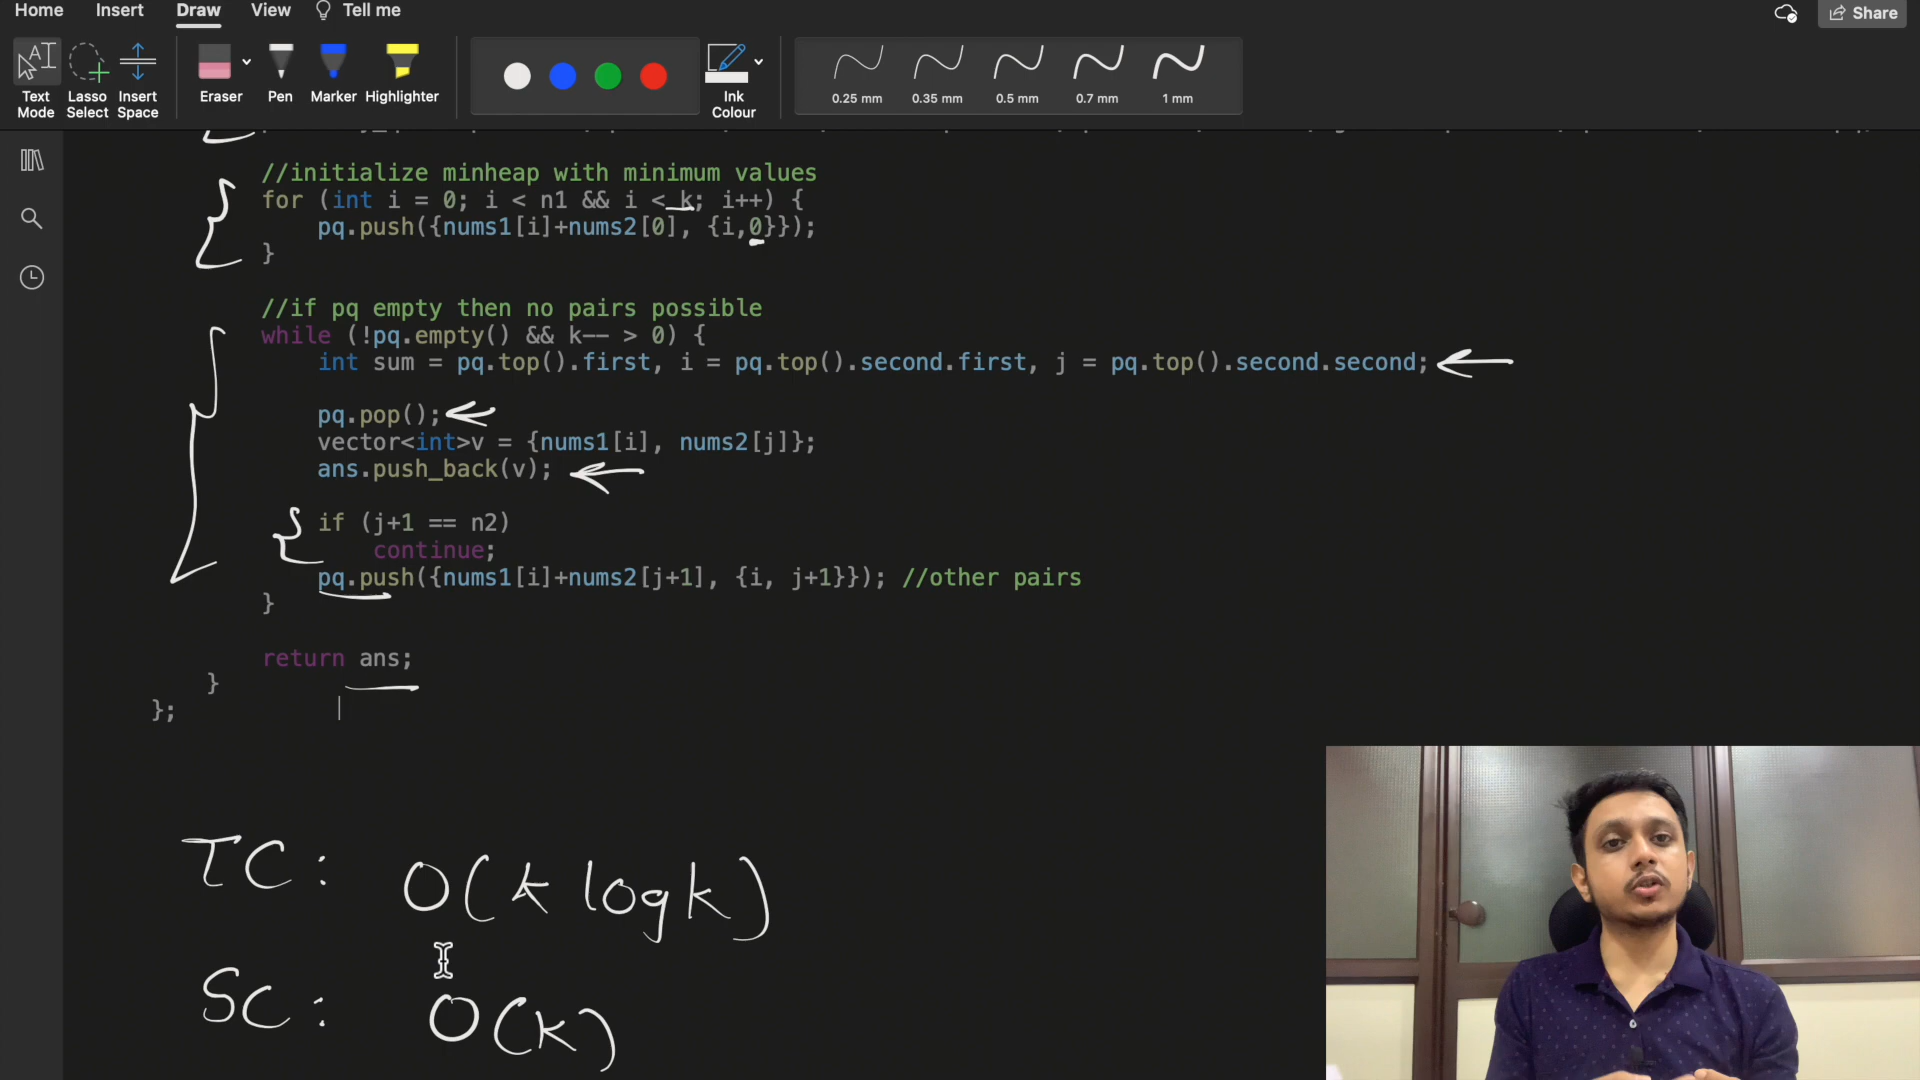 Home Insert Draw View Tell me Share
Text Mode
Lasso Select
Insert Space
Eraser
Pen
Marker
Highlighter
Ink Colour
0.25 mm 0.35 mm 0.5 mm 0.7 mm 1 mm
//initialize minheap with minimum values
for (int i = 0; i < n1 && i < k; i++) {
pq.push({nums1[i]+nums2[0], {i,0}});
}
//if pq empty then no pairs possible
while (!pq.empty() && k-- > 0) {
int sum = pq.top().first, i = pq.top().second.first, j = pq.top().second.second;
pq.pop();
vector<int>v = {nums1[i], nums2[j]};
ans.push_back(v);
if (j+1 == n2)
continue;
pq.push({nums1[i]+nums2[j+1], {i, j+1}}); //other pairs
}
return ans;
}
};
TC : O(k logk)
SC : O(k)